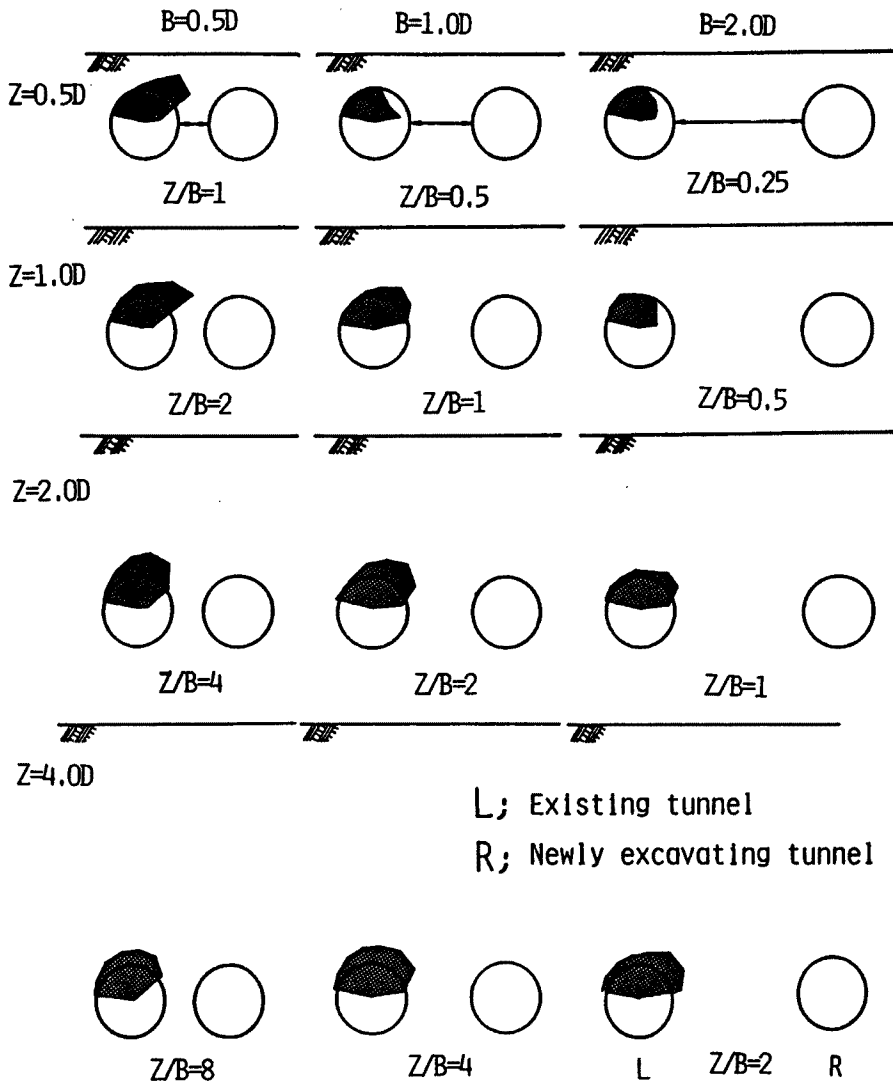 B=0.5D B=1.0D B=2.0D
Z=0.5D
Z/B=1 Z/B=0.5 Z/B=0.25
Z=1.0D
Z/B=2 Z/B=1 Z/B=0.5
Z=2.0D
Z/B=4 Z/B=2 Z/B=1
Z=4.0D
L; Existing tunnel
R; Newly excavating tunnel
Z/B=8 Z/B=4 L Z/B=2 R